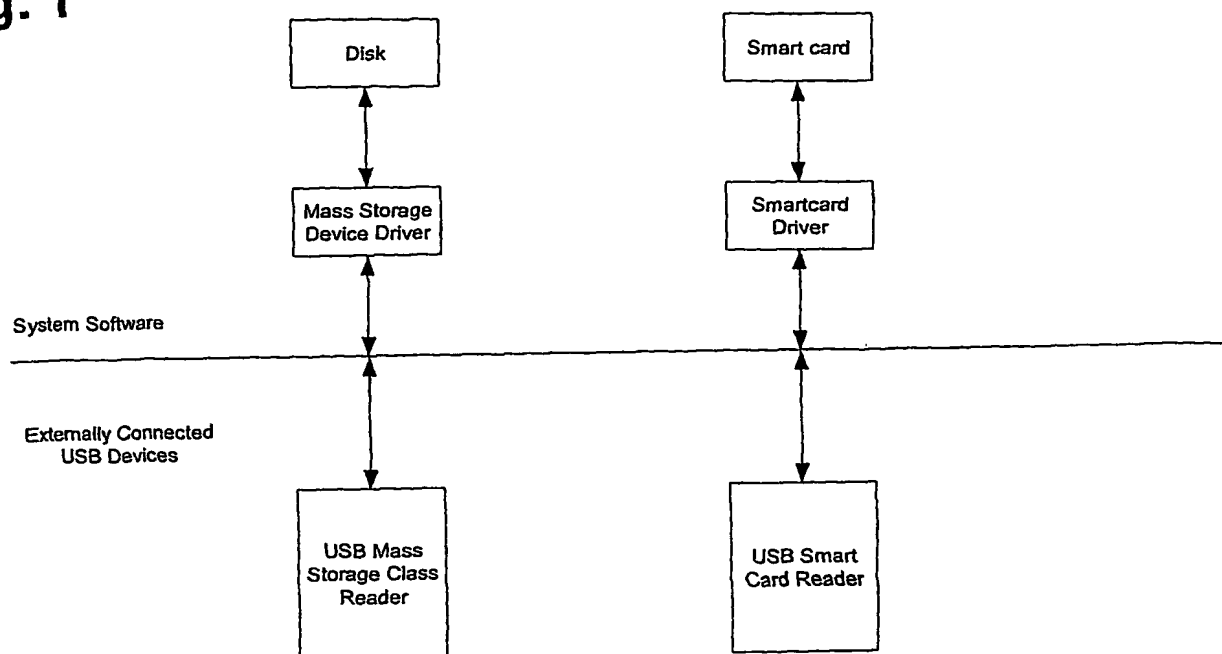 g. 1
Disk
Smart card
Mass Storage
Device Driver
Smartcard
Driver
System Software
Externally Connected
USB Devices
USB Mass
Storage Class
Reader
USB Smart
Card Reader